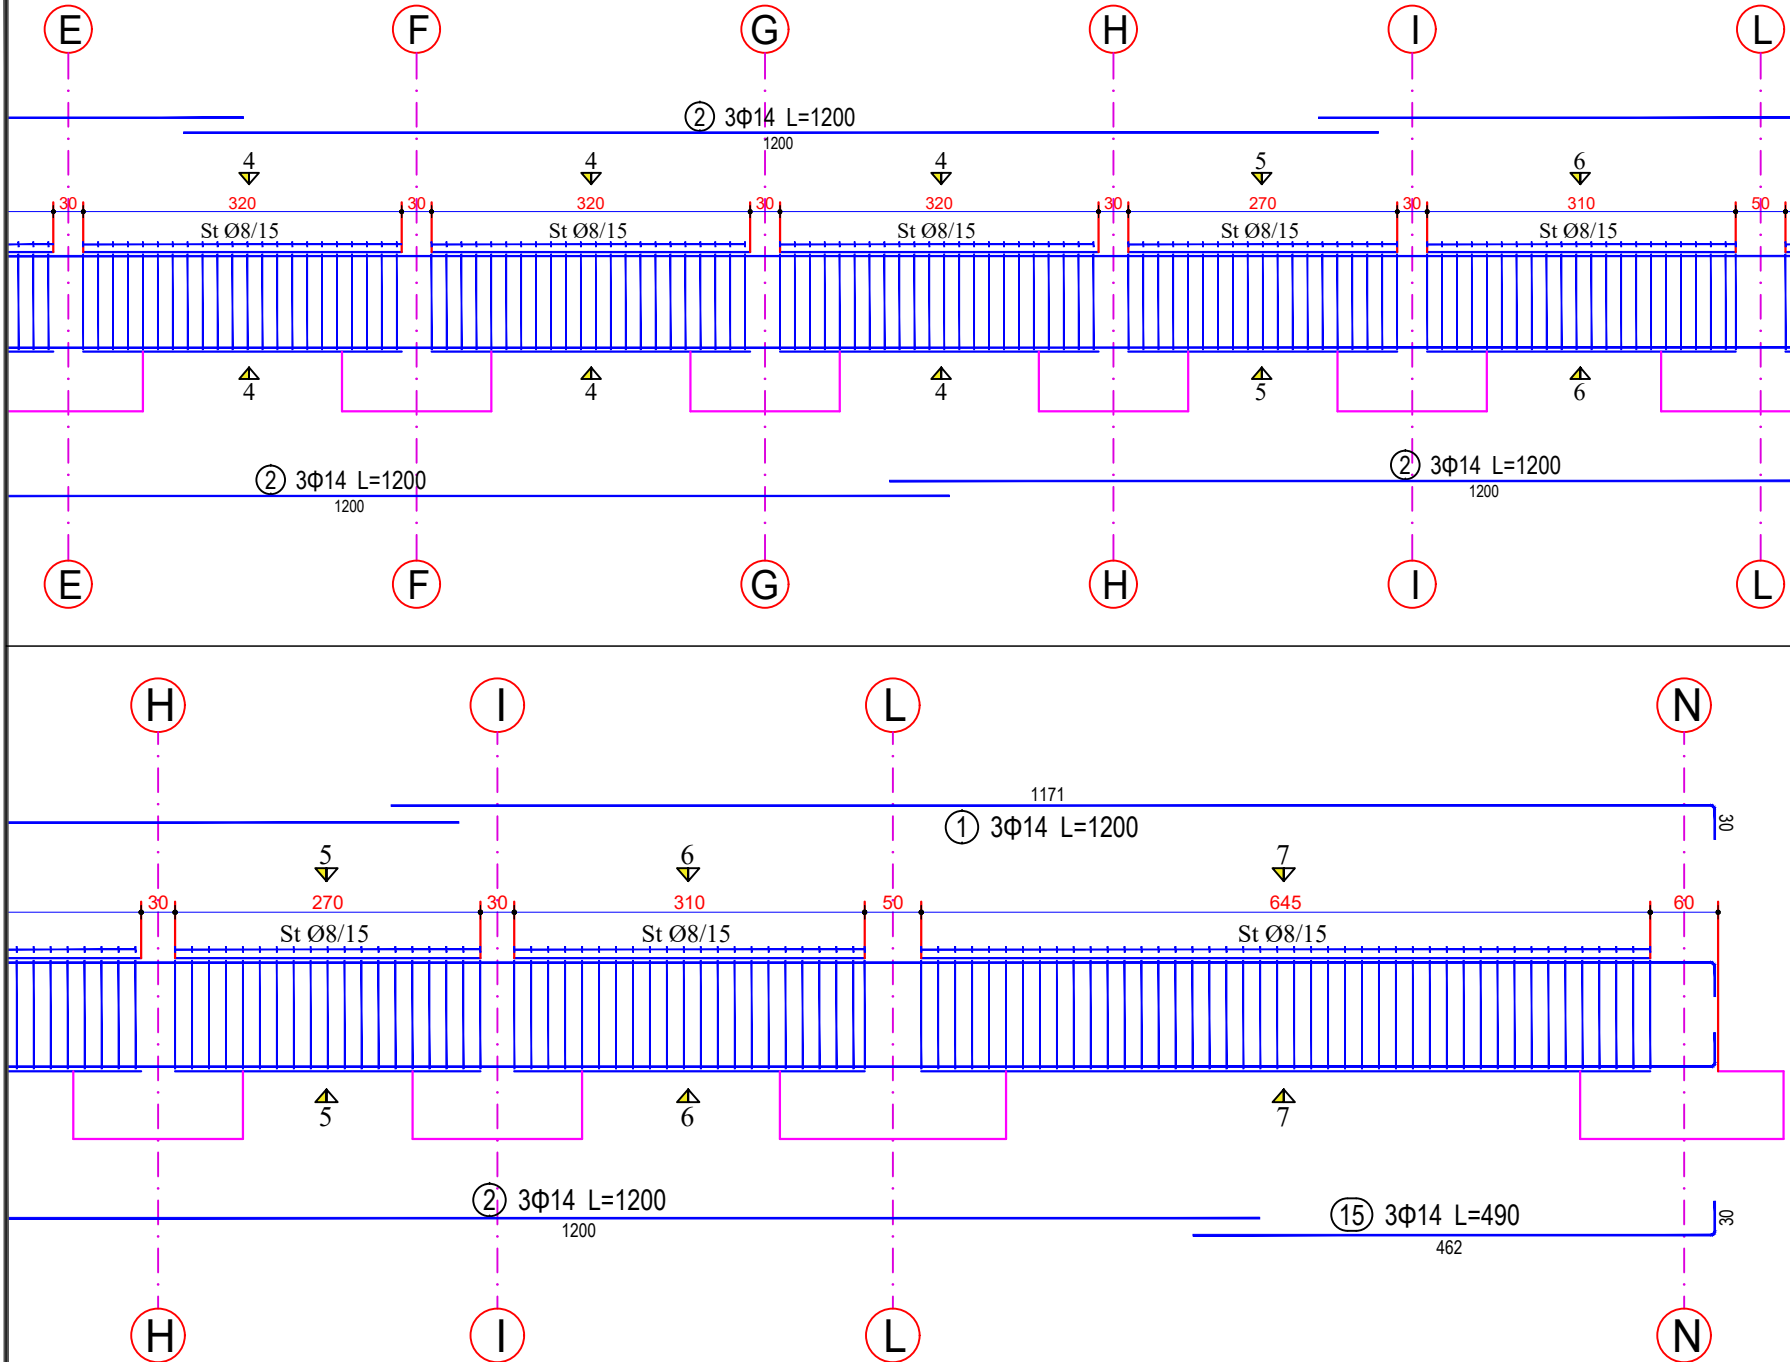 E F G H I L
2 3Φ14 L=1200
1200
4 4 4 5 6
30 320 30 320 30 320 30 270 30 310 50
St Ø8/15 St Ø8/15 St Ø8/15 St Ø8/15 St Ø8/15
4 4 4 5 6
2 3Φ14 L=1200
1200
2 3Φ14 L=1200
1200
E F G H I L
H I L N
1171
1 3Φ14 L=1200
30
5 6 7
30 270 30 310 50 645 60
St Ø8/15 St Ø8/15 St Ø8/15
5 6 7
2 3Φ14 L=1200
1200
15 3Φ14 L=490
462
30
H I L N